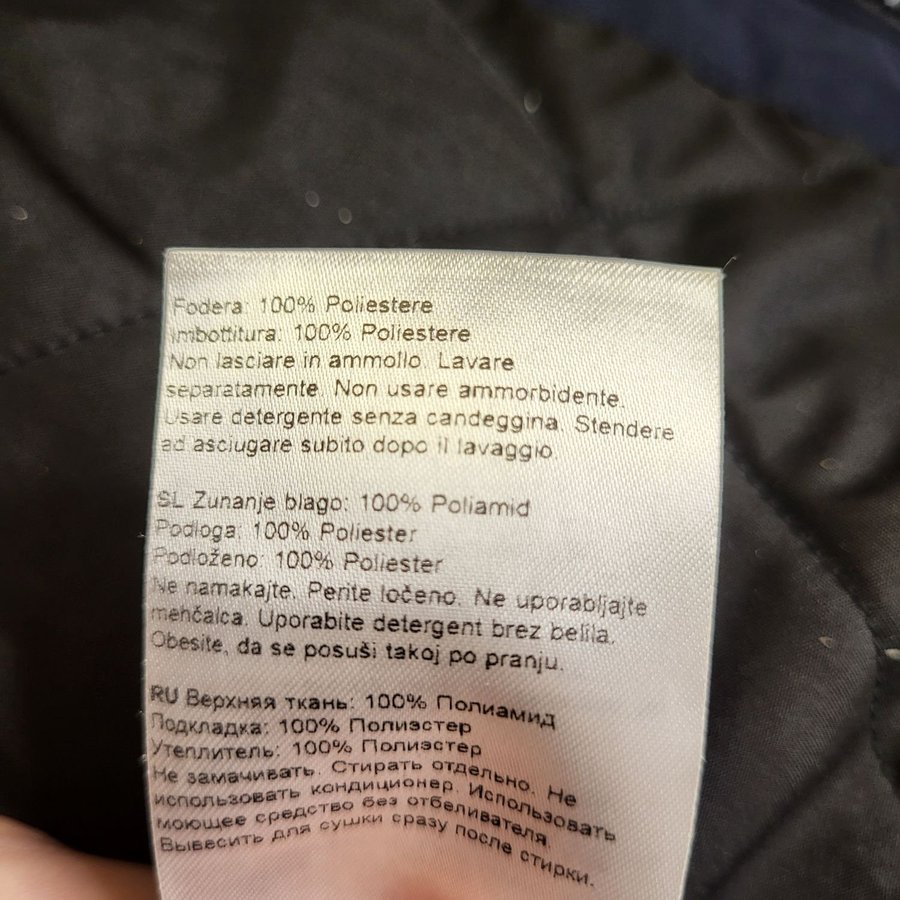 Fodera: 100% Poliestere
Imbottitura: 100% Poliestere
Non lasciare in ammollo. Lavare
separatamente. Non usare ammorbidente.
Usare detergente senza candeggina. Stendere
ad asciugare subito dopo il lavaggio
SL Zunanje blago: 100% Poliamid
Podloga: 100% Poliester
Podloženo: 100% Poliester
Ne namakajte. Perite ločeno. Ne uporabljajte
mehčalca. Uporabite detergent brez belila.
Obesite, da se posuši takoj po pranju.
RU Верхняя ткань: 100% Полиамид
Подкладка: 100% Полиэстер
Утеплитель: 100% Полиэстер
Не замачивать. Стирать отдельно. Не
использовать кондиционер. Использовать
моющее средство без отбеливателя.
Вывесить для сушки сразу после стирки.